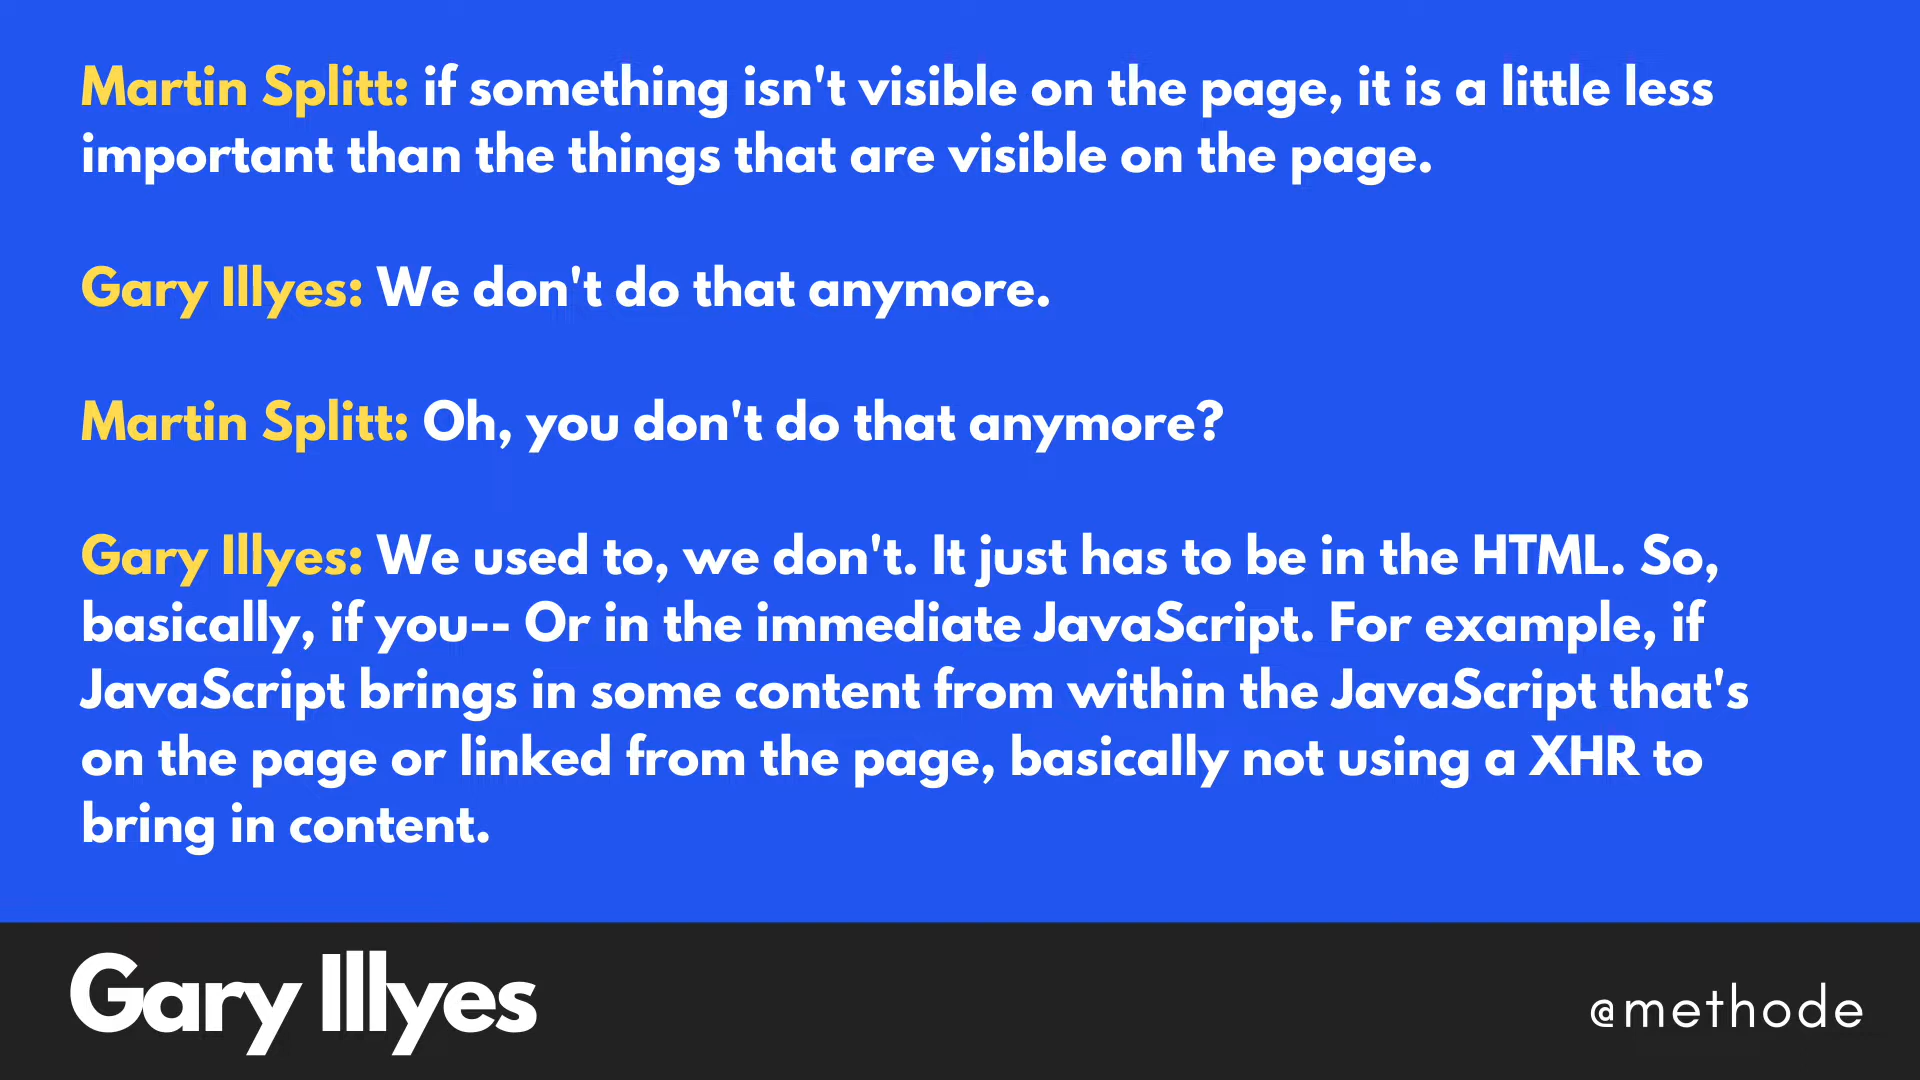 Martin Splitt: if something isn't visible on the page, it is a little less
important than the things that are visible on the page.
Gary Illyes: We don't do that anymore.
Martin Splitt: Oh, you don't do that anymore?
Gary Illyes: We used to, we don't. It just has to be in the HTML. So,
basically, if you-- Or in the immediate JavaScript. For example, if
JavaScript brings in some content from within the JavaScript that's
on the page or linked from the page, basically not using a XHR to
bring in content.
Gary Illyes
@methode